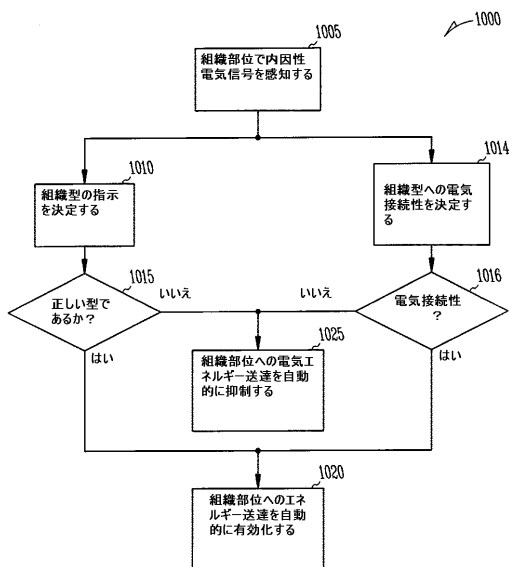 1000
1005
組織部位で内因性
電気信号を感知する
1010
組織型の指示
を決定する
1014
組織型への電気
接続性を決定す
る
1015
正しい型で
あるか?
いいえ
はい
1016
電気接続性
?
いいえ
はい
1025
組織部位への電気エ
ネルギー送達を自動
的に抑制する
1020
組織部位へのエネ
ルギー送達を自動
的に有効化する